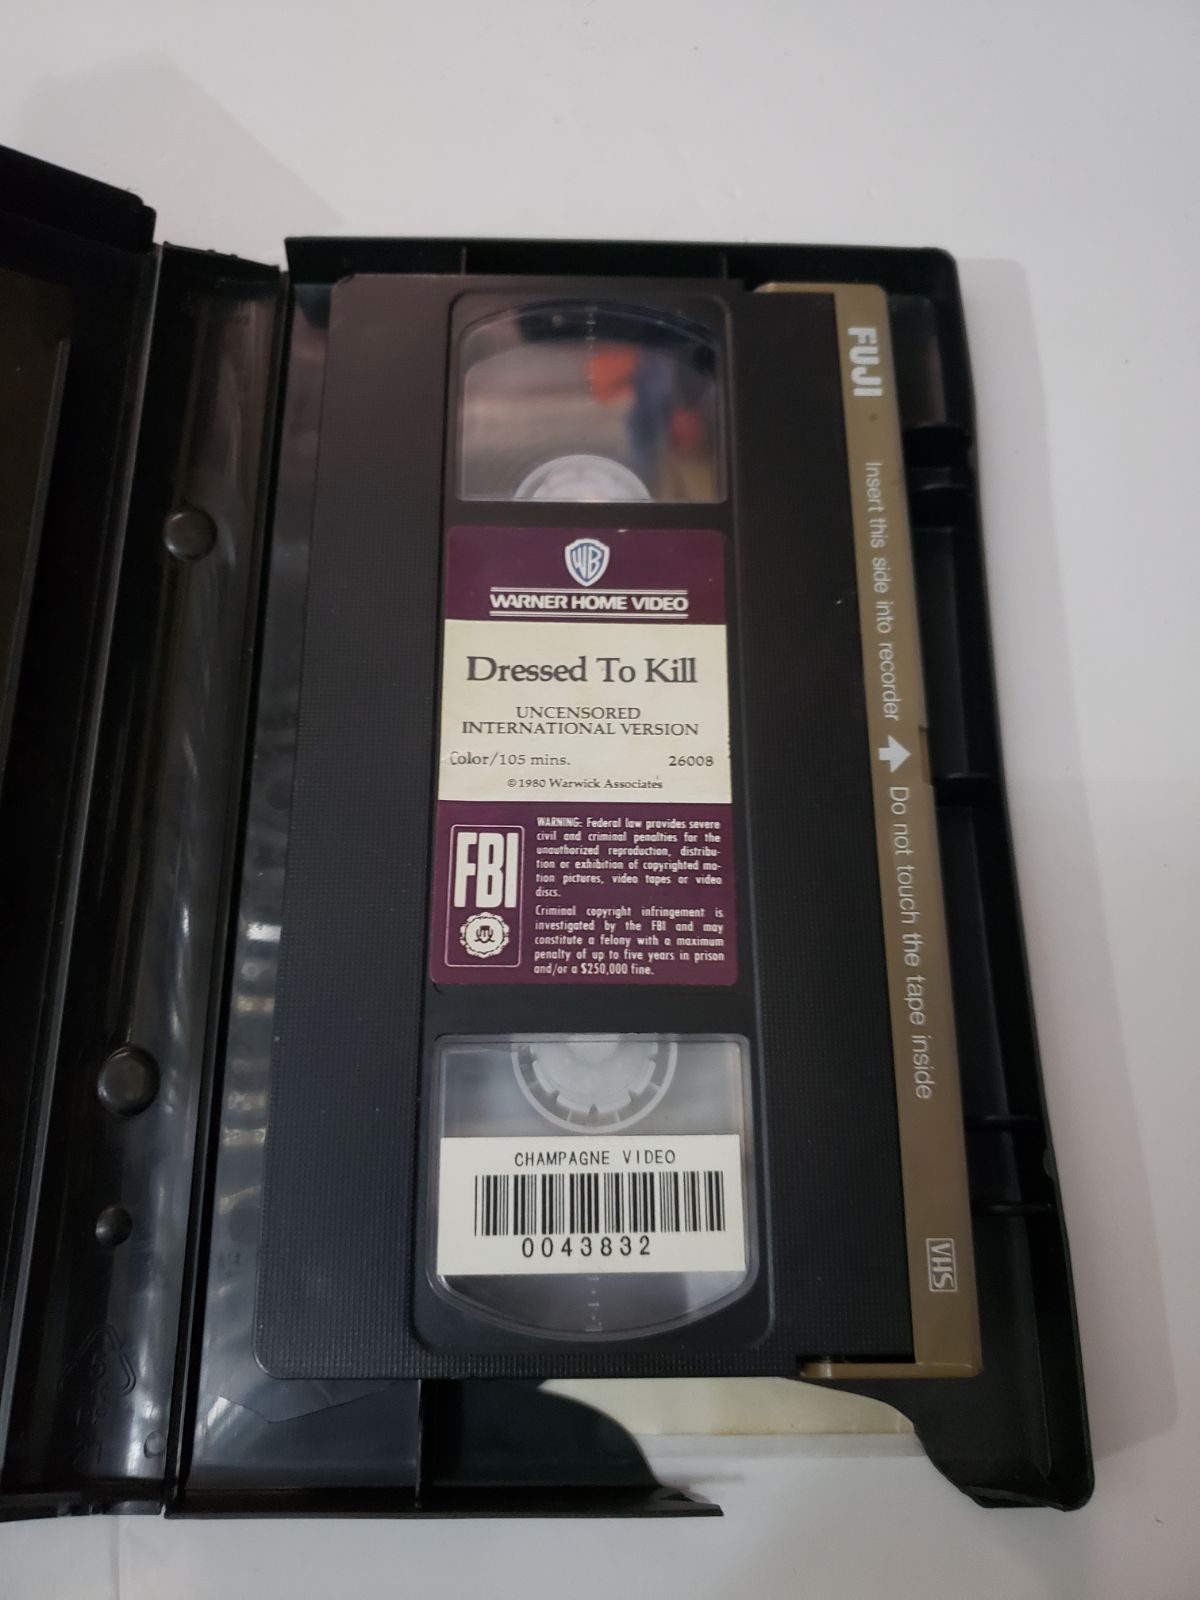 WB
WARNER HOME VIDEO
Dressed To Kill
UNCENSORED
INTERNATIONAL VERSION
Color/105 mins. 26008
©1980 Warwick Associates
FBI
WARNING: Federal law provides severe
civil and criminal penalties for the
unauthorized reproduction, distribu-
tion or exhibition of copyrighted mo-
tion pictures, video tapes or video
discs.
Criminal copyright infringement is
investigated by the FBI and may
constitute a felony with a maximum
penalty of up to five years in prison
and/or a $250,000 fine.
CHAMPAGNE VIDEO
0043832
FUJI
Insert this side into recorder
Do not touch the tape inside
VHS